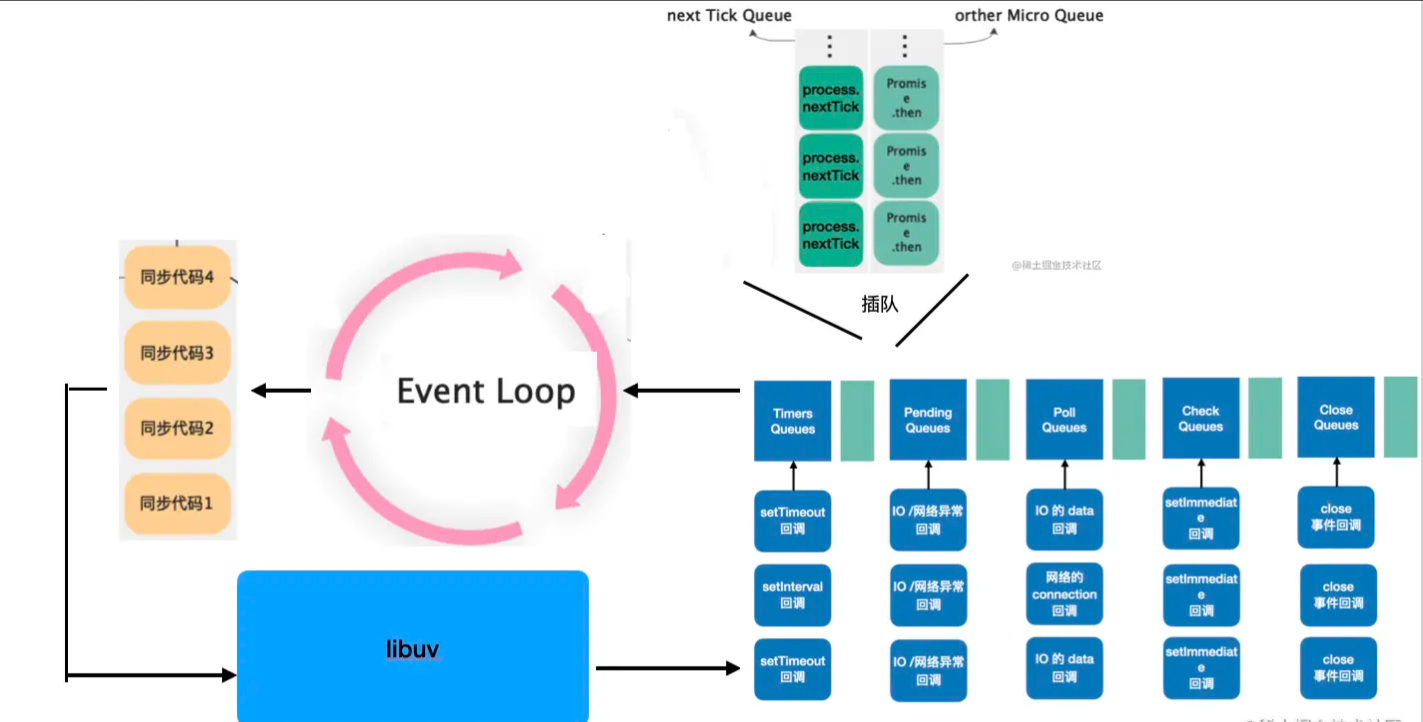 next Tick Queue
orther Micro Queue
process.
nextTick
Promis
e
.then
process.
nextTick
Promis
e
.then
process.
nextTick
Promis
e
.then
@稀土掘金技术社区
插队
同步代码4
同步代码3
同步代码2
同步代码1
Event Loop
libuv
Timers
Queues
Pending
Queues
Poll
Queues
Check
Queues
Close
Queues
setTimeout
回调
IO /网络异常
回调
IO 的 data
回调
setImmediat
e
回调
close
事件回调
setInterval
回调
IO /网络异常
回调
网络的
connection
回调
setImmediat
e
回调
close
事件回调
setTimeout
回调
IO /网络异常
回调
IO 的 data
回调
setImmediat
e
回调
close
事件回调